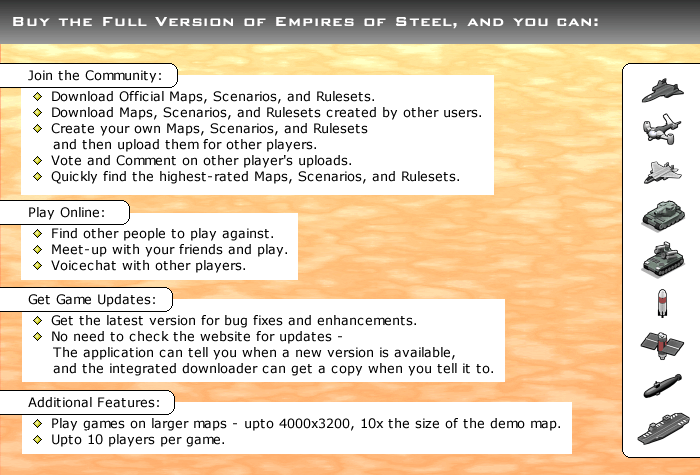 Buy the Full Version of Empires of Steel, and you can:
Join the Community:
Download Official Maps, Scenarios, and Rulesets.
Download Maps, Scenarios, and Rulesets created by other users.
Create your own Maps, Scenarios, and Rulesets
and then upload them for other players.
Vote and Comment on other player's uploads.
Quickly find the highest-rated Maps, Scenarios, and Rulesets.
Play Online:
Find other people to play against.
Meet-up with your friends and play.
Voicechat with other players.
Get Game Updates:
Get the latest version for bug fixes and enhancements.
No need to check the website for updates -
The application can tell you when a new version is available,
and the integrated downloader can get a copy when you tell it to.
Additional Features:
Play games on larger maps - upto 4000x3200, 10x the size of the demo map.
Upto 10 players per game.